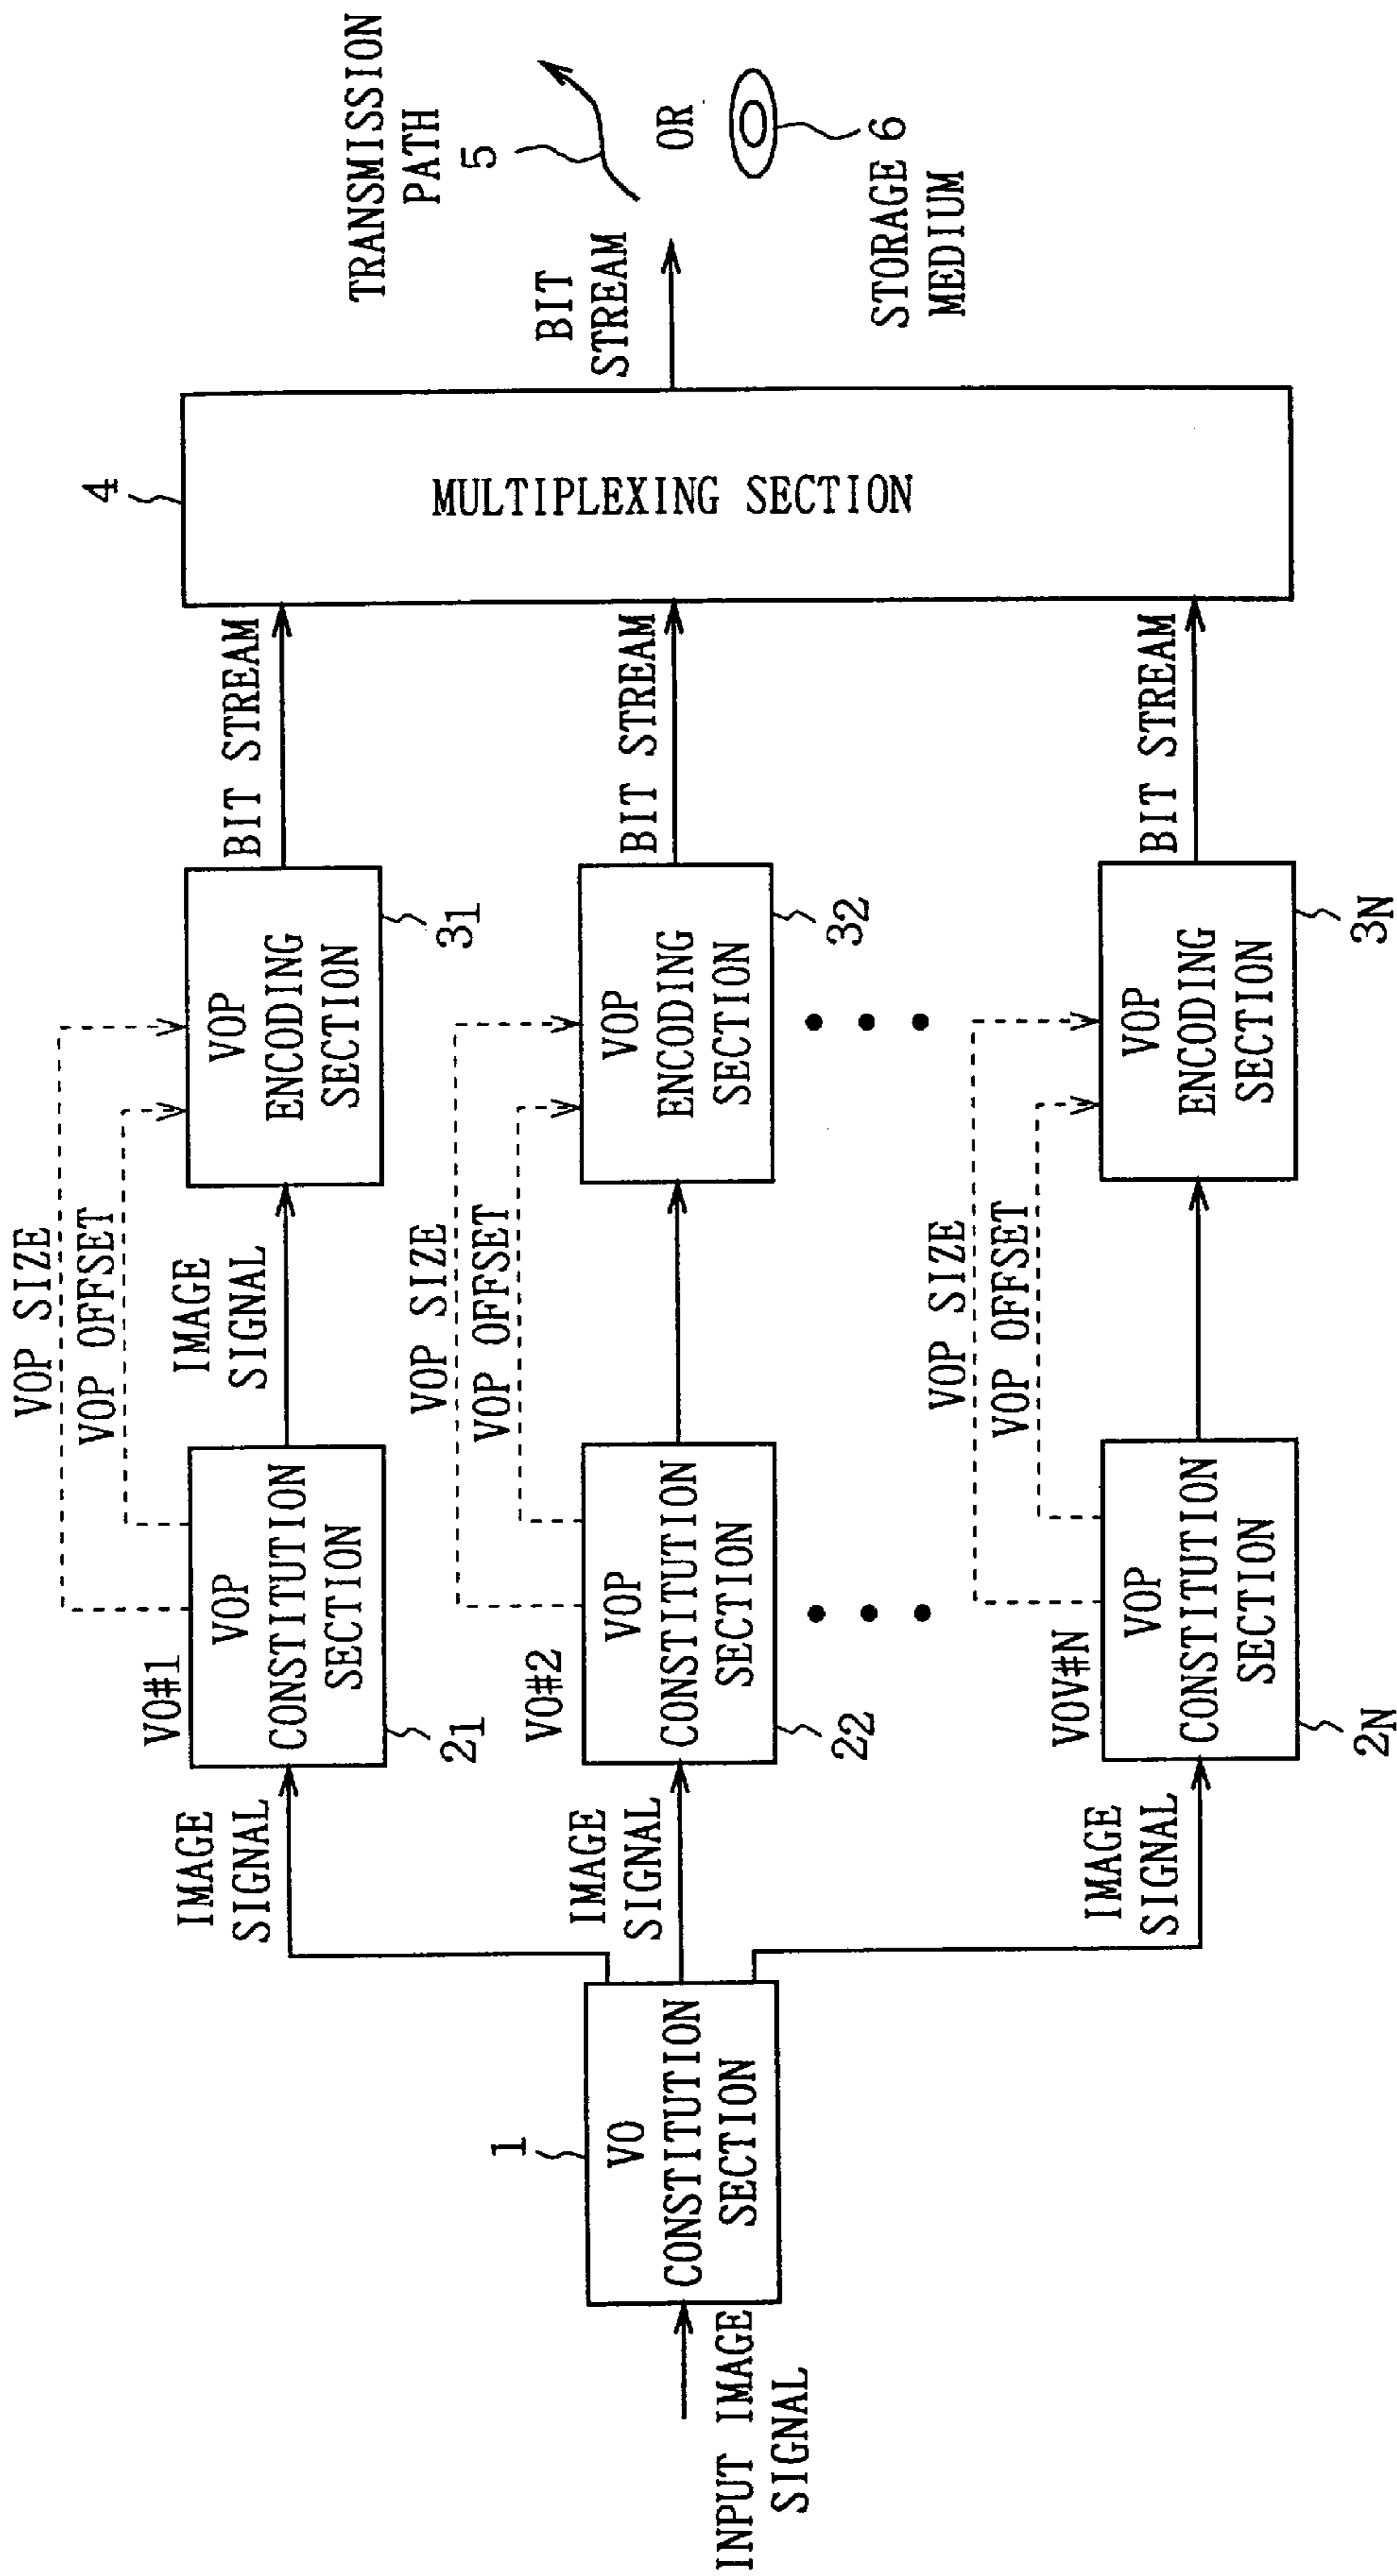 INPUT IMAGE
SIGNAL
1
VO
CONSTITUTION
SECTION
IMAGE
SIGNAL
VO#1
VOP
CONSTITUTION
SECTION
21
VOP SIZE
VOP OFFSET
IMAGE
SIGNAL
VOP
ENCODING
SECTION
31
BIT STREAM
IMAGE
SIGNAL
VO#2
VOP
CONSTITUTION
SECTION
22
VOP SIZE
VOP OFFSET
VOP
ENCODING
SECTION
32
BIT STREAM
IMAGE
SIGNAL
VOV#N
VOP
CONSTITUTION
SECTION
2N
VOP SIZE
VOP OFFSET
VOP
ENCODING
SECTION
3N
BIT STREAM
4
MULTIPLEXING SECTION
BIT
STREAM
TRANSMISSION
PATH
5
OR
6
STORAGE
MEDIUM